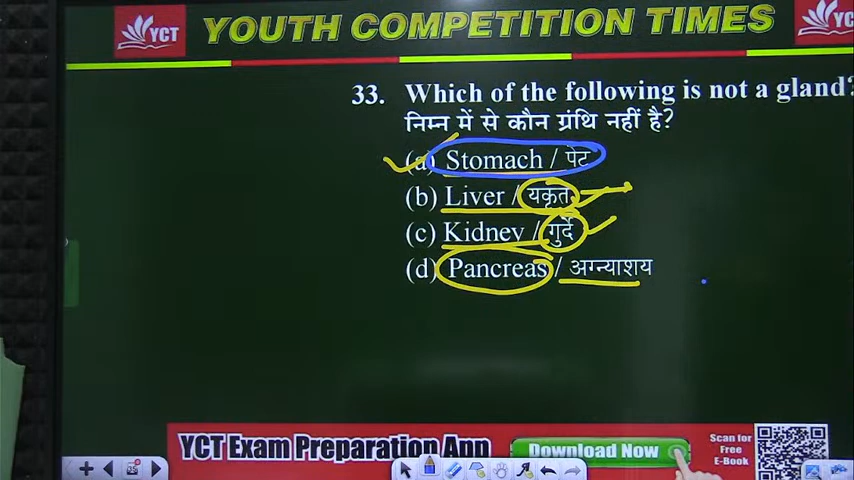 YCT
YOUTH COMPETITION TIMES
YCT
33. Which of the following is not a gland?
निम्न में से कौन ग्रंथि नहीं है?
(a) Stomach / पेट
(b) Liver / यकृत
(c) Kidney / गुर्दे
(d) Pancreas / अग्न्याशय
YCT Exam Preparation App
Download Now
Scan for
Free
E-Book